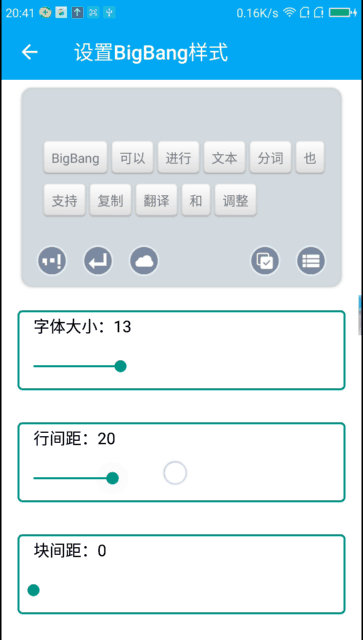 20:41 0.16K/s
设置BigBang样式
BigBang 可以 进行 文本 分词 也
支持 复制 翻译 和 调整
字体大小：13
行间距：20
块间距：0